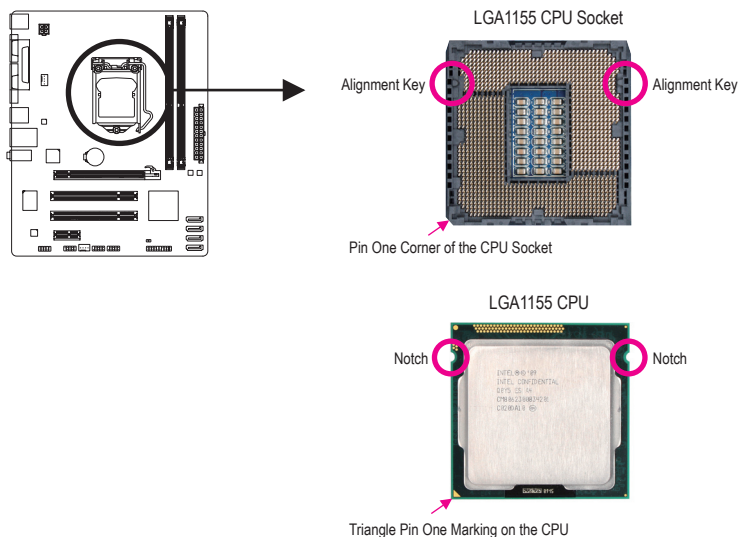 LGA1155 CPU Socket
Alignment Key
Alignment Key
Pin One Corner of the CPU Socket
LGA1155 CPU
Notch
Notch
INTEL CONFIDENTIAL
Triangle Pin One Marking on the CPU